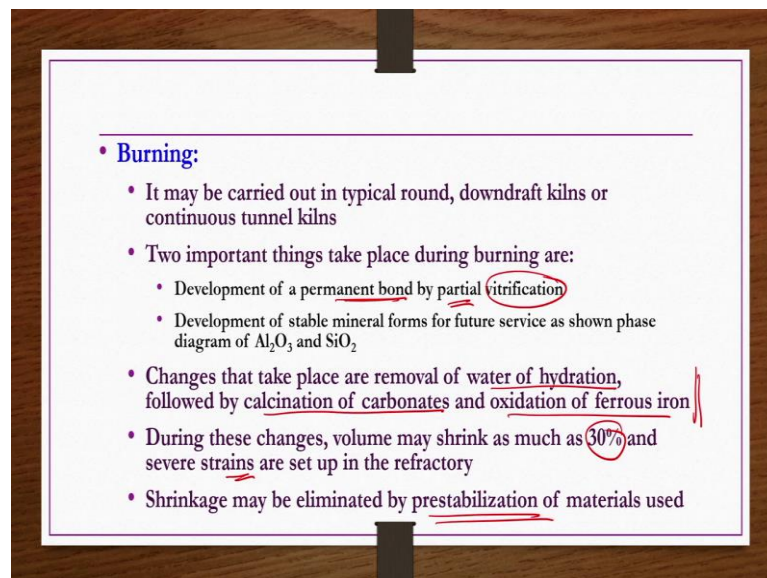 • Burning:
• It may be carried out in typical round, downdraft kilns or
continuous tunnel kilns
• Two important things take place during burning are:
• Development of a permanent bond by partial vitrification
• Development of stable mineral forms for future service as shown phase
diagram of Al₂O₃ and SiO₂
• Changes that take place are removal of water of hydration,
followed by calcination of carbonates and oxidation of ferrous iron
• During these changes, volume may shrink as much as 30% and
severe strains are set up in the refractory
• Shrinkage may be eliminated by prestabilization of materials used